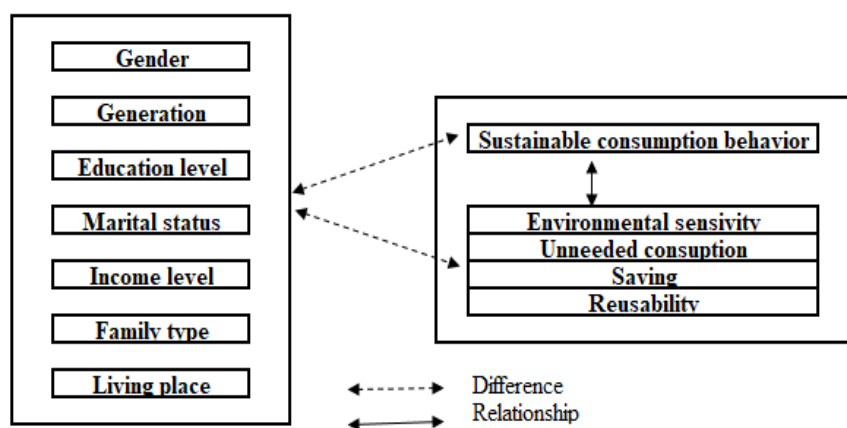 Gender
Generation
Education level
Marital status
Income level
Family type
Living place
Sustainable consumption behavior
Environmental sensivity
Unneeded consuption
Saving
Reusability
Difference
Relationship